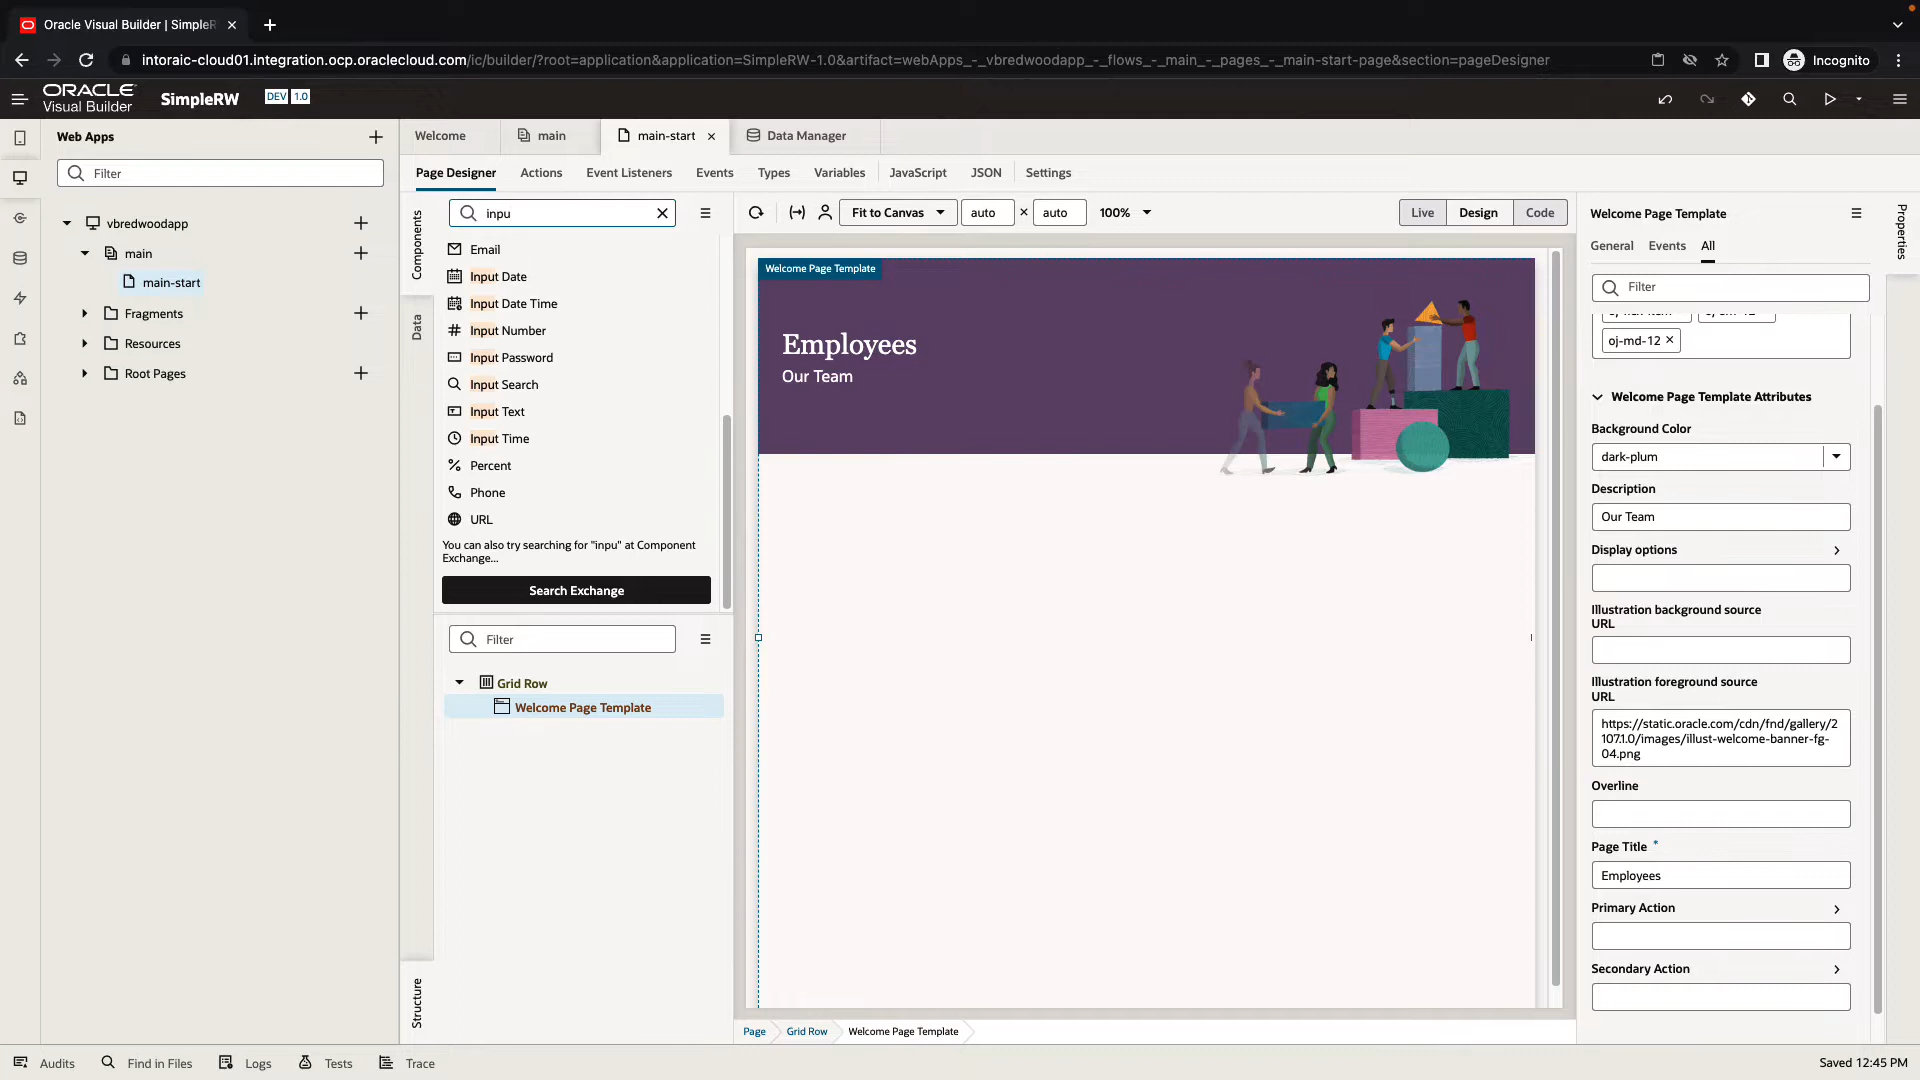 Oracle Visual Builder | SimpleR
intoraic-cloud01.integration.ocp.oraclecloud.com/ic/builder/?root=application&application=SimpleRW-1.0&artifact=webApps_-_vbredwoodapp_-_flows_-_main_-_pages_-_main-start-page&section=pageDesigner
Incognito
ORACLE
Visual Builder
SimpleRW
DEV 1.0
Web Apps
Welcome
main
main-start
Data Manager
Filter
Page Designer
Actions
Event Listeners
Events
Types
Variables
JavaScript
JSON
Settings
vbredwoodapp
main
main-start
Fragments
Resources
Root Pages
Components
Data
Structure
inpu
Email
Input Date
Input Date Time
Input Number
Input Password
Input Search
Input Text
Input Time
Percent
Phone
URL
You can also try searching for "inpu" at Component
Exchange...
Search Exchange
Filter
Grid Row
Welcome Page Template
Fit to Canvas
auto
×
auto
100%
Live
Design
Code
Welcome Page Template
Employees
Our Team
Page
Grid Row
Welcome Page Template
Welcome Page Template
Properties
General
Events
All
Filter
oj-md-12
Welcome Page Template Attributes
Background Color
dark-plum
Description
Our Team
Display options
Illustration background source
URL
Illustration foreground source
URL
https://static.oracle.com/cdn/fnd/gallery/2
107.1.0/images/illust-welcome-banner-fg-
04.png
Overline
Page Title *
Employees
Primary Action
Secondary Action
Audits
Find in Files
Logs
Tests
Trace
Saved 12:45 PM